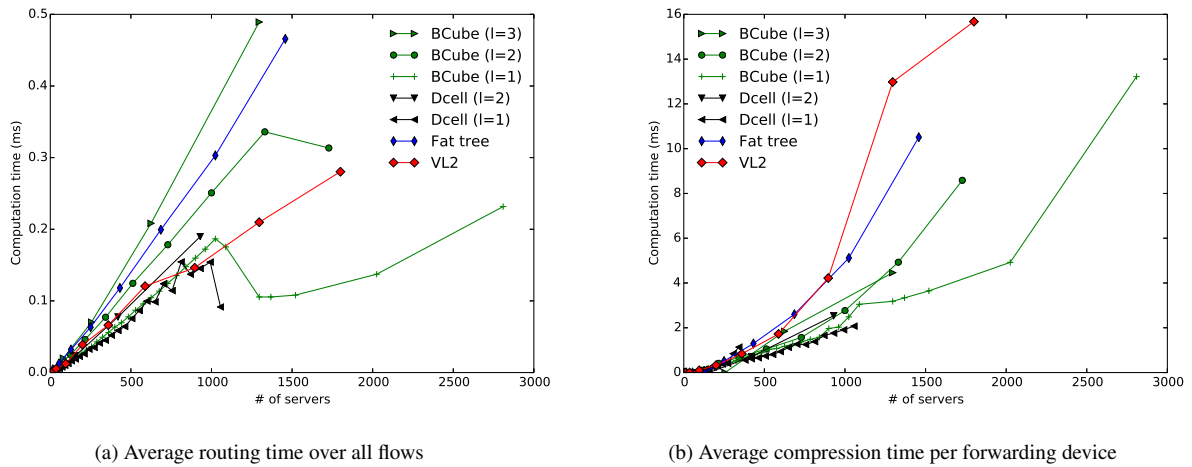 0.5
0.4
0.3
0.2
0.1
0.0
Computation time (ms)
0
500
1000
1500
2000
2500
3000
# of servers
BCube (l=3)
BCube (l=2)
BCube (l=1)
Dcell (l=2)
Dcell (l=1)
Fat tree
VL2
(a) Average routing time over all flows
16
14
12
10
8
6
4
2
0
Computation time (ms)
0
500
1000
1500
2000
2500
3000
# of servers
BCube (l=3)
BCube (l=2)
BCube (l=1)
Dcell (l=2)
Dcell (l=1)
Fat tree
VL2
(b) Average compression time per forwarding device